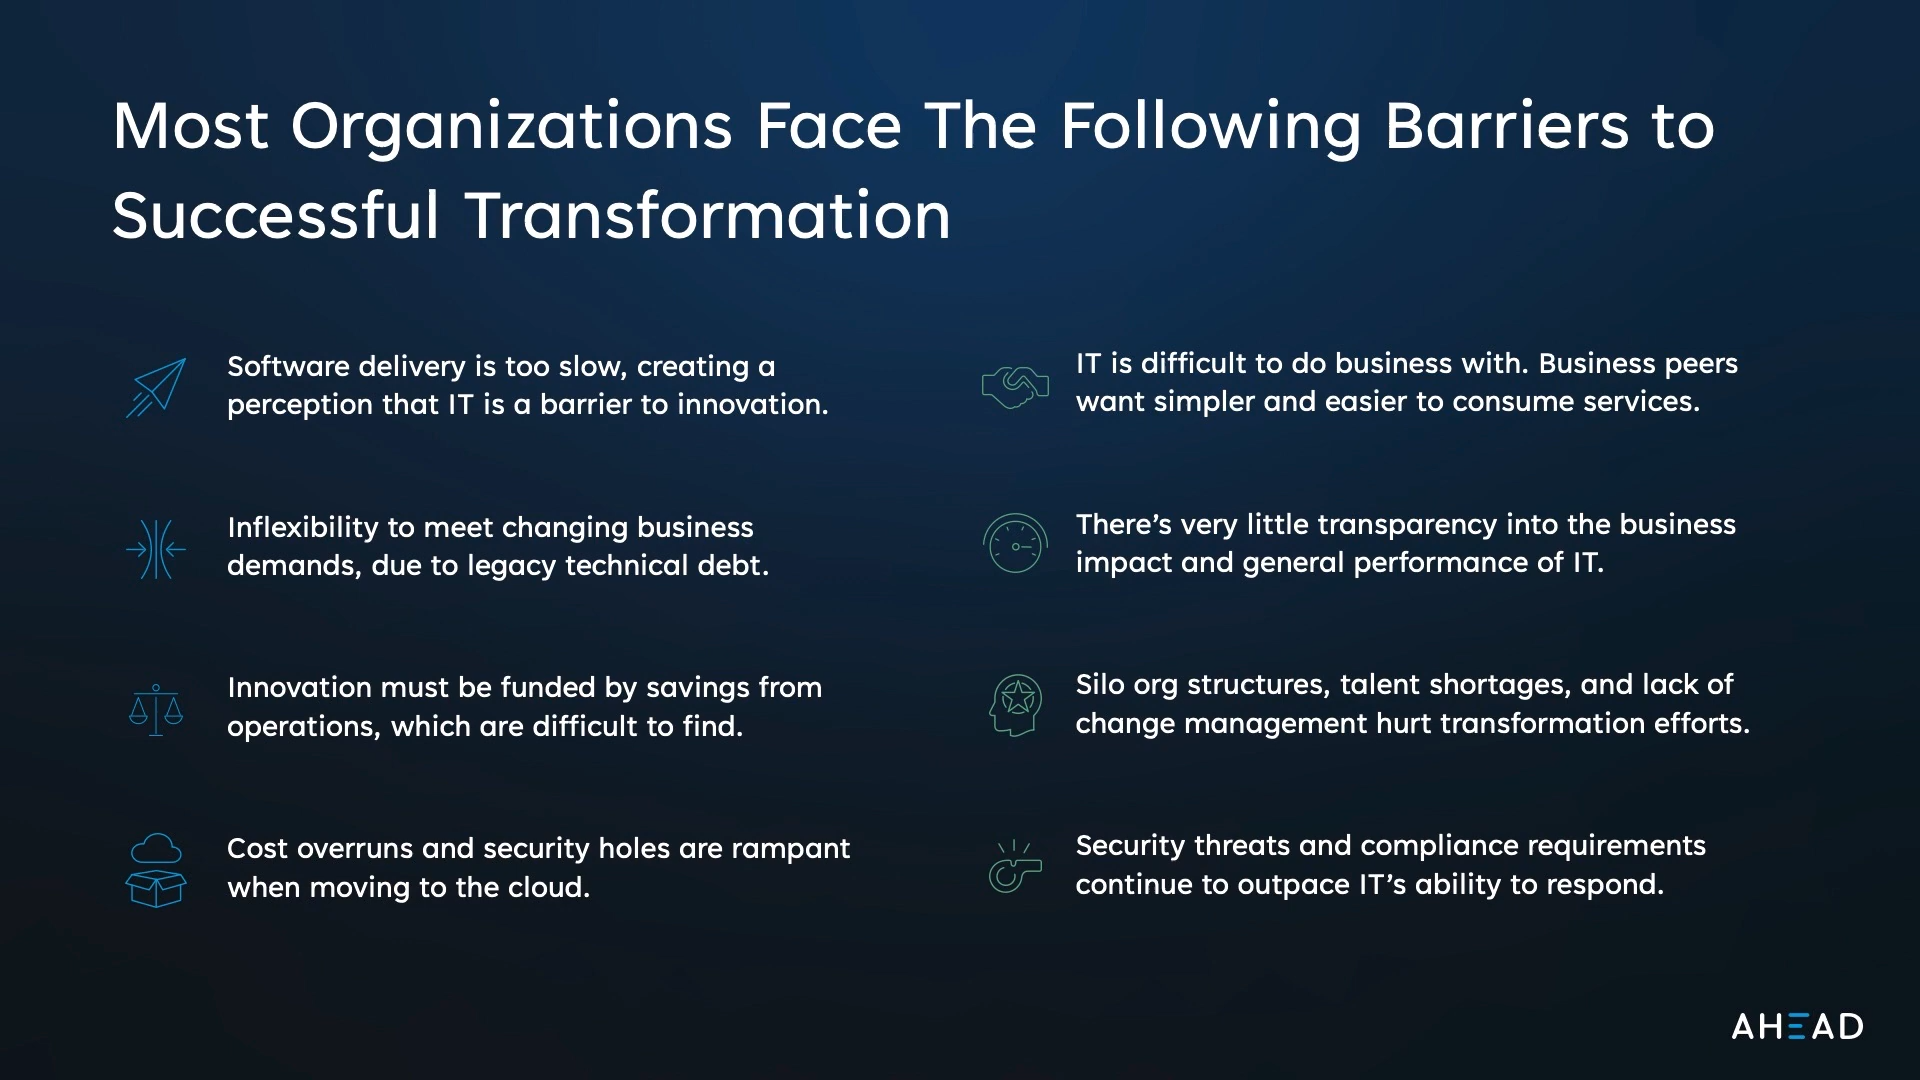 Most Organizations Face The Following Barriers to
Successful Transformation
Software delivery is too slow, creating a
perception that IT is a barrier to innovation.
Inflexibility to meet changing business
demands, due to legacy technical debt.
Innovation must be funded by savings from
operations, which are difficult to find.
Cost overruns and security holes are rampant
when moving to the cloud.
IT is difficult to do business with. Business peers
want simpler and easier to consume services.
There’s very little transparency into the business
impact and general performance of IT.
Silo org structures, talent shortages, and lack of
change management hurt transformation efforts.
Security threats and compliance requirements
continue to outpace IT’s ability to respond.
AHEAD